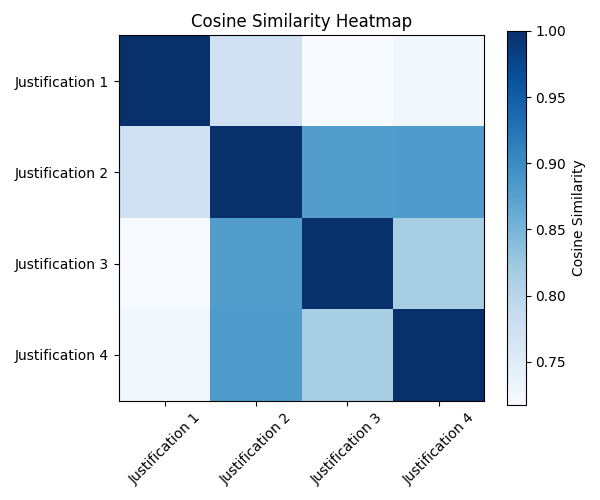 Cosine Similarity Heatmap
Justification 1
Justification 2
Justification 3
Justification 4
Justification 1
Justification 2
Justification 3
Justification 4
1.00
0.95
0.90
0.85
0.80
0.75
Cosine Similarity